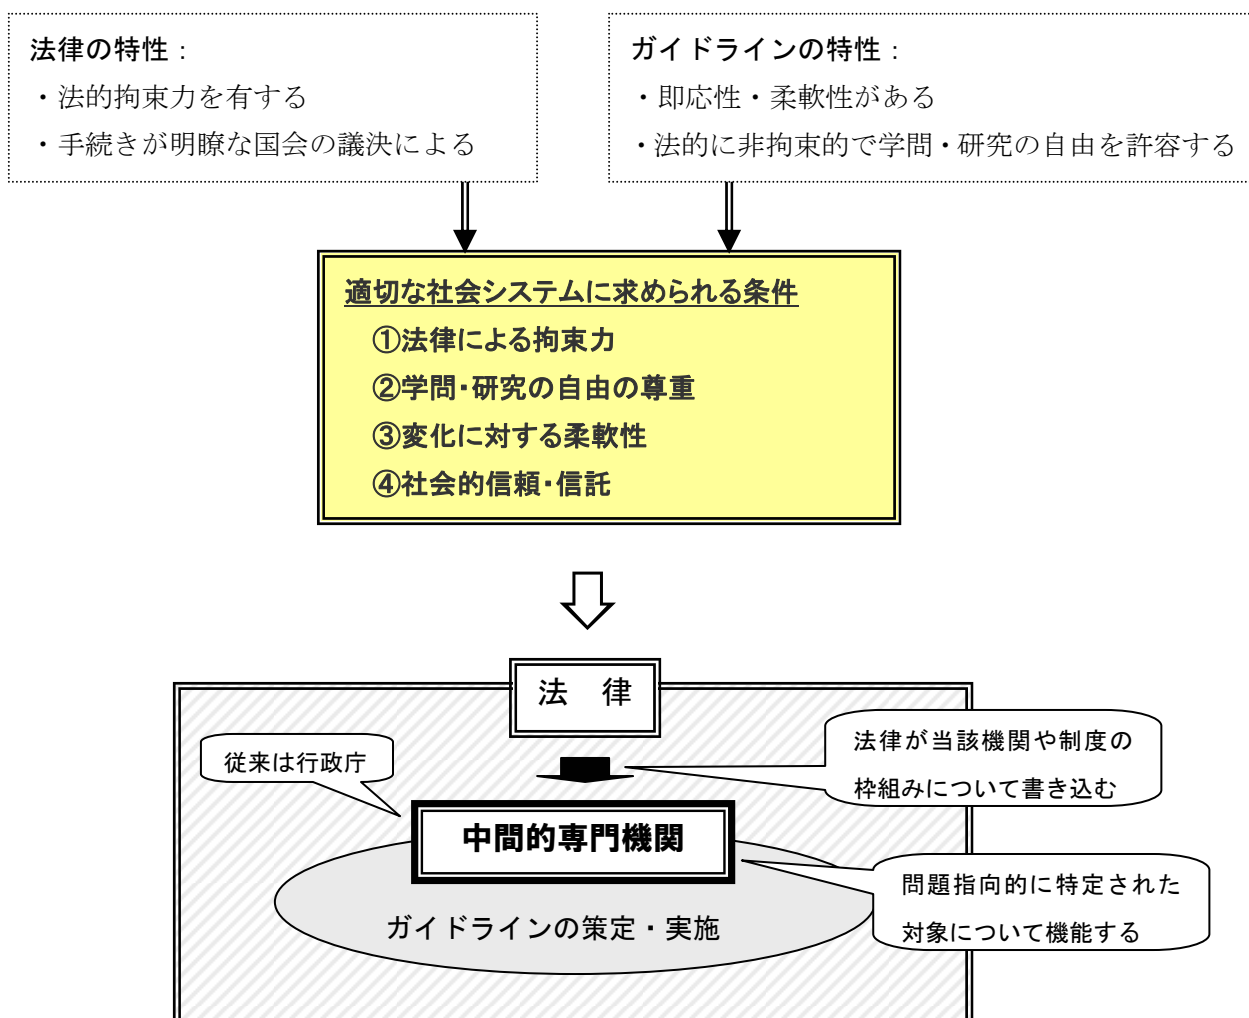 法律の特性：
・法的拘束力を有する
・手続きが明瞭な国会の議決による
ガイドラインの特性：
・即応性・柔軟性がある
・法的に非拘束的で学問・研究の自由を許容する
適切な社会システムに求められる条件
①法律による拘束力
②学問・研究の自由の尊重
③変化に対する柔軟性
④社会的信頼・信託
法　律
従来は行政庁
法律が当該機関や制度の
枠組みについて書き込む
中間的専門機関
問題指向的に特定された
対象について機能する
ガイドラインの策定・実施